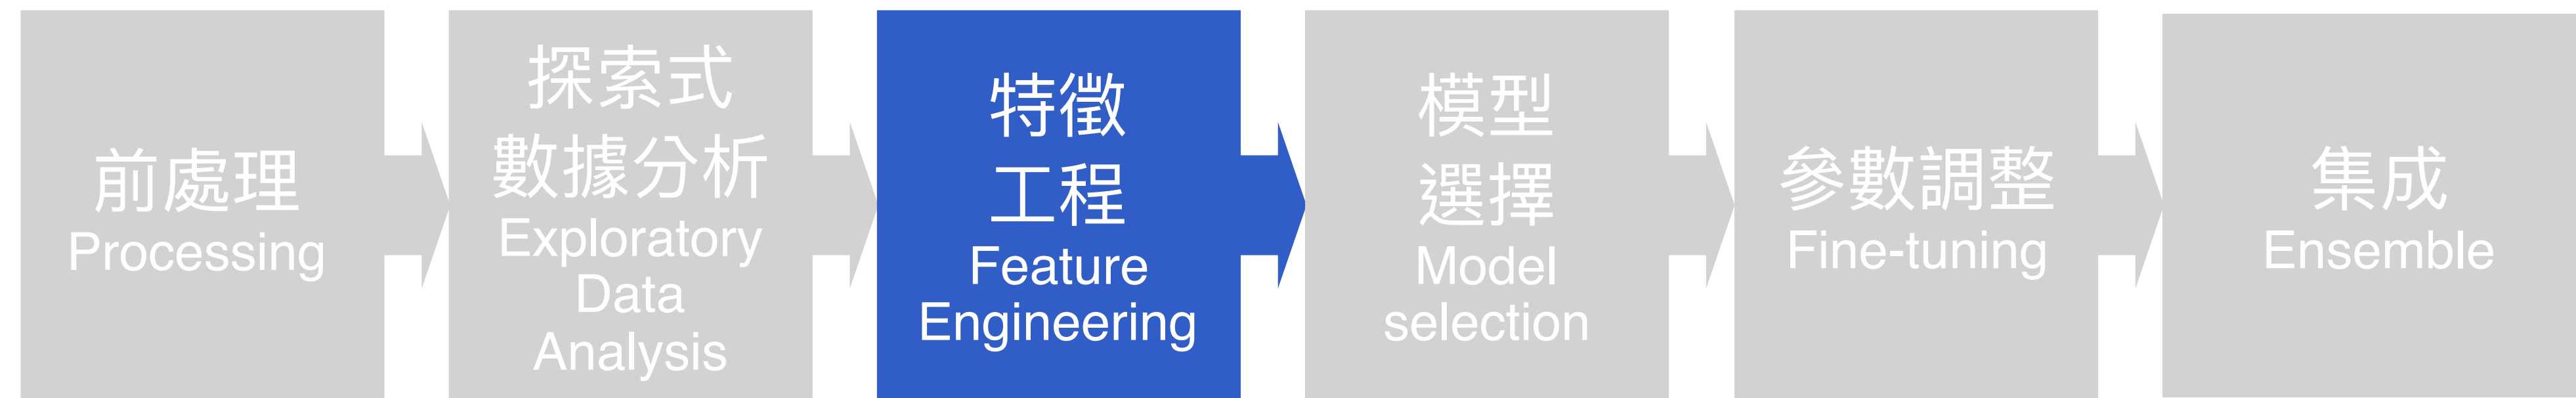 前處理
Processing
探索式
數據分析
Exploratory
Data
Analysis
特徵
工程
Feature
Engineering
模型
選擇
Model
selection
參數調整
Fine-tuning
集成
Ensemble